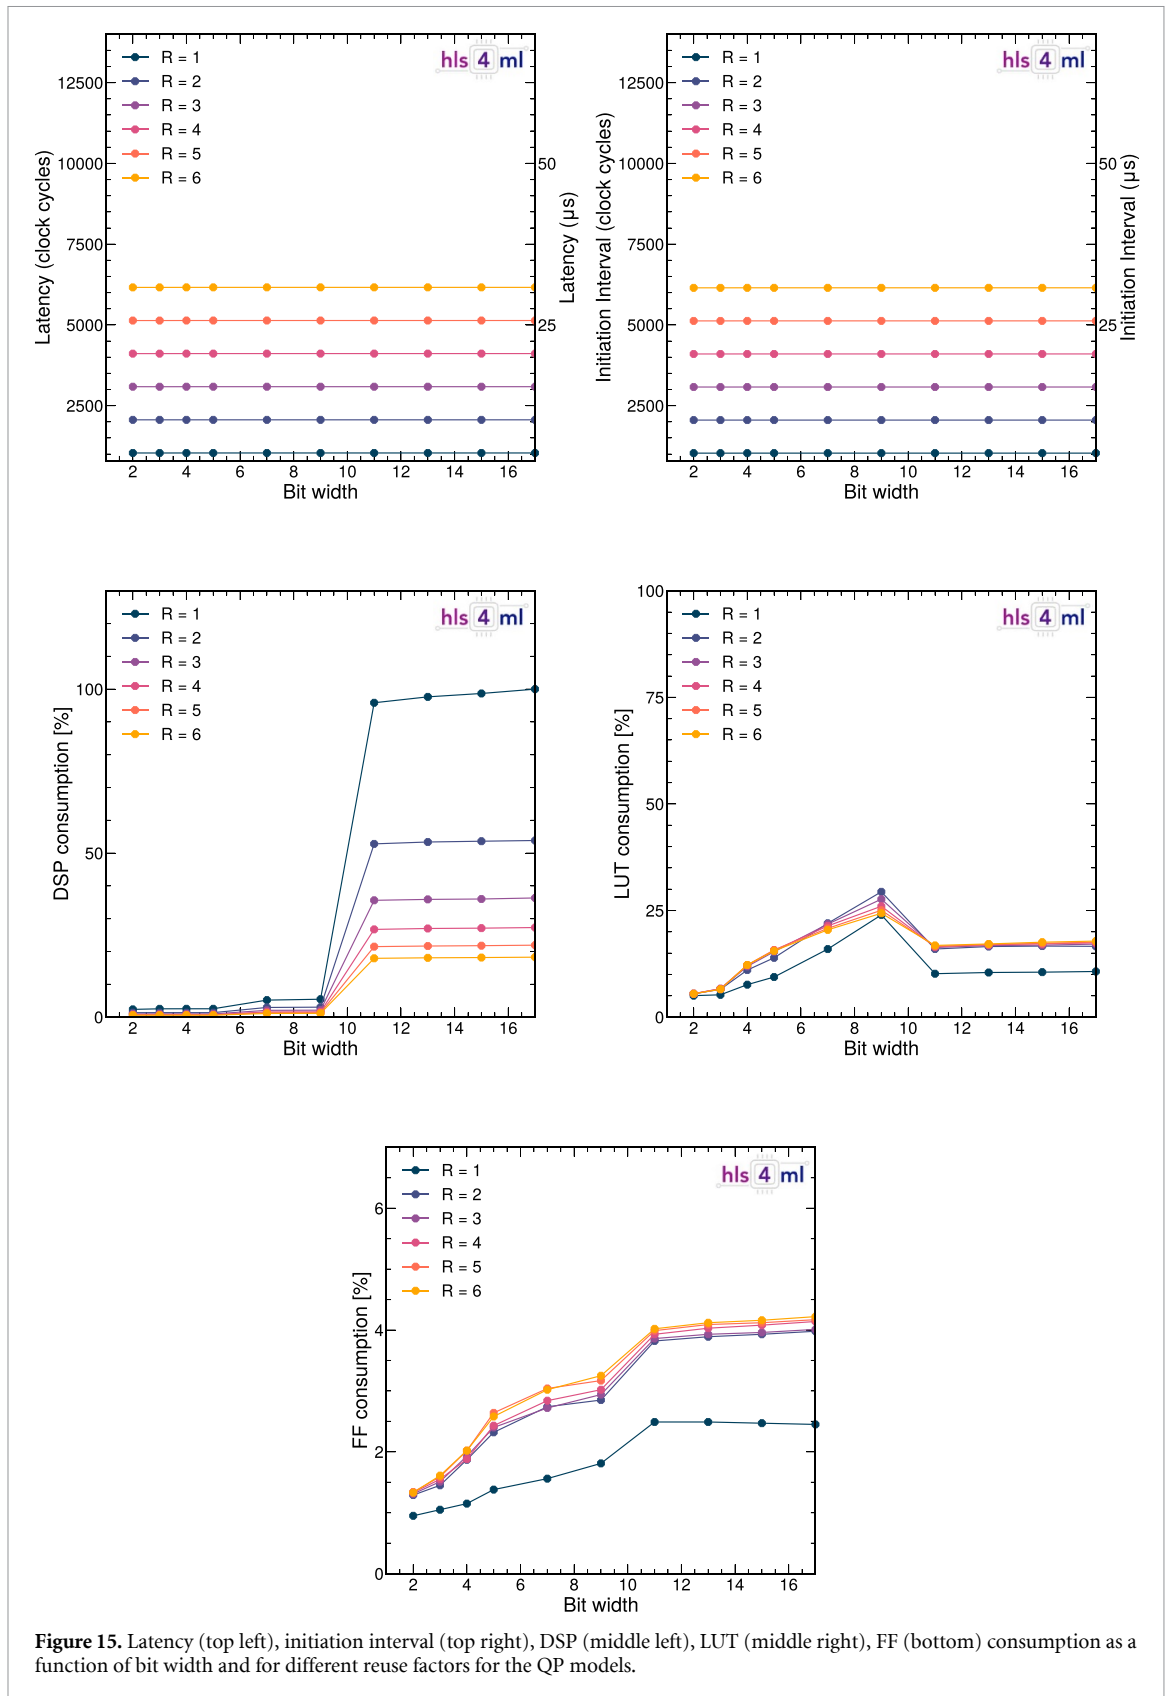 R = 1
R = 2
R = 3
R = 4
R = 5
R = 6
hls 4 ml
12500
10000
7500
5000
2500
50
25
Latency (clock cycles)
Latency (µs)
2 4 6 8 10 12 14 16
Bit width
R = 1
R = 2
R = 3
R = 4
R = 5
R = 6
hls 4 ml
12500
10000
7500
5000
2500
50
25
Initiation Interval (clock cycles)
Initiation Interval (µs)
2 4 6 8 10 12 14 16
Bit width
R = 1
R = 2
R = 3
R = 4
R = 5
R = 6
hls 4 ml
100
50
0
DSP consumption [%]
2 4 6 8 10 12 14 16
Bit width
R = 1
R = 2
R = 3
R = 4
R = 5
R = 6
hls 4 ml
100
75
50
25
0
LUT consumption [%]
2 4 6 8 10 12 14 16
Bit width
R = 1
R = 2
R = 3
R = 4
R = 5
R = 6
hls 4 ml
6
4
2
0
FF consumption [%]
2 4 6 8 10 12 14 16
Bit width
Figure 15. Latency (top left), initiation interval (top right), DSP (middle left), LUT (middle right), FF (bottom) consumption as a
function of bit width and for different reuse factors for the QP models.